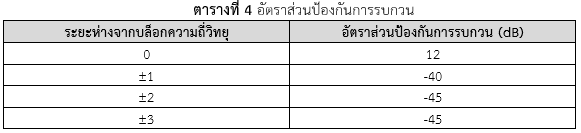 ตารางที่ 4 อัตราส่วนป้องกันการรบกวน
ระยะห่างจากบล็อกความถี่วิทยุ อัตราส่วนป้องกันการรบกวน (dB)
0 12
±1 -40
±2 -45
±3 -45